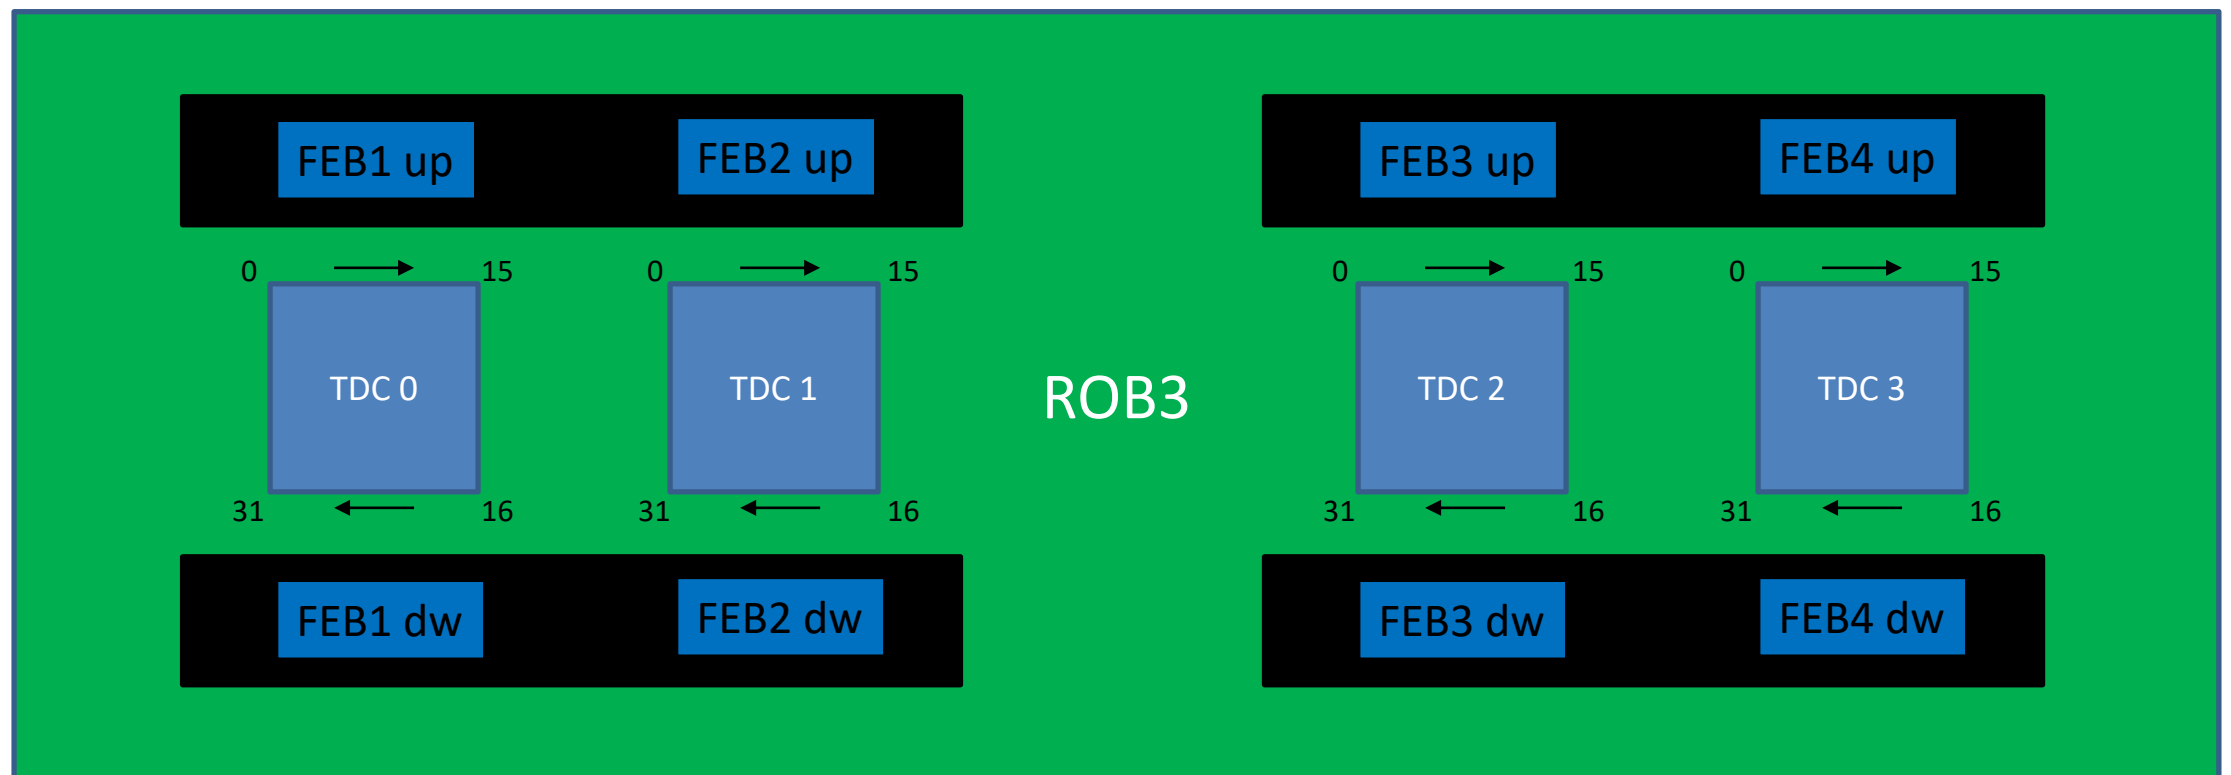 FEB1 up FEB2 up FEB3 up FEB4 up
0 15 0 15 0 15 0 15
TDC 0 TDC 1 ROB3 TDC 2 TDC 3
31 16 31 16 31 16 31 16
FEB1 dw FEB2 dw FEB3 dw FEB4 dw